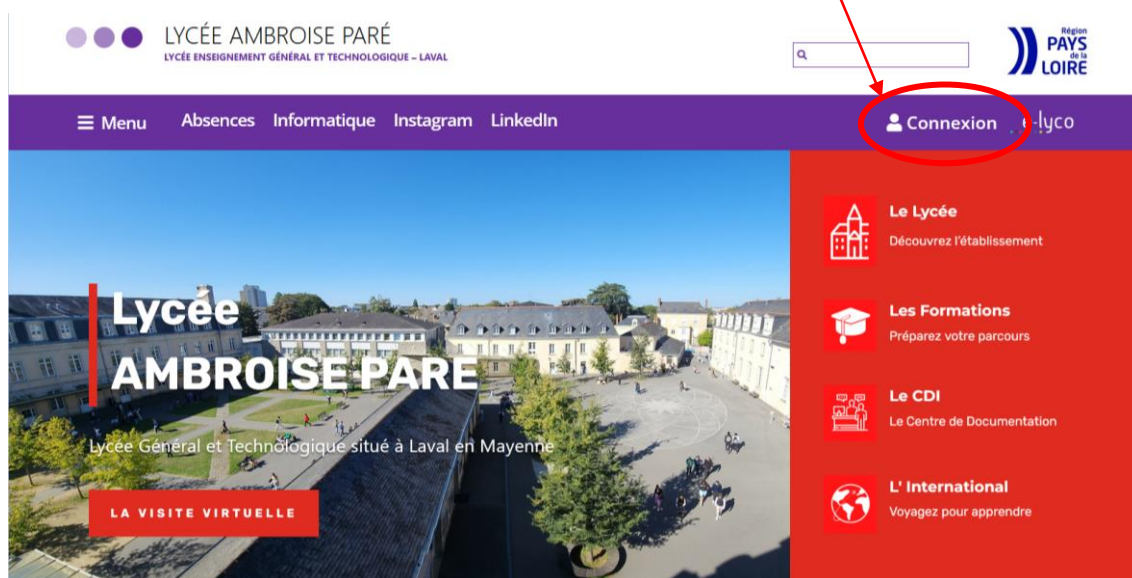 LYCÉE AMBROISE PARÉ
LYCÉE ENSEIGNEMENT GÉNÉRAL ET TECHNOLOGIQUE – LAVAL
Région
PAYS
de la
LOIRE
Menu Absences Informatique Instagram LinkedIn Connexion e-lyco
Lycée
AMBROISE PARE
Lycée Général et Technologique situé à Laval en Mayenne
LA VISITE VIRTUELLE
Le Lycée
Découvrez l'établissement
Les Formations
Préparez votre parcours
Le CDI
Le Centre de Documentation
L' International
Voyagez pour apprendre